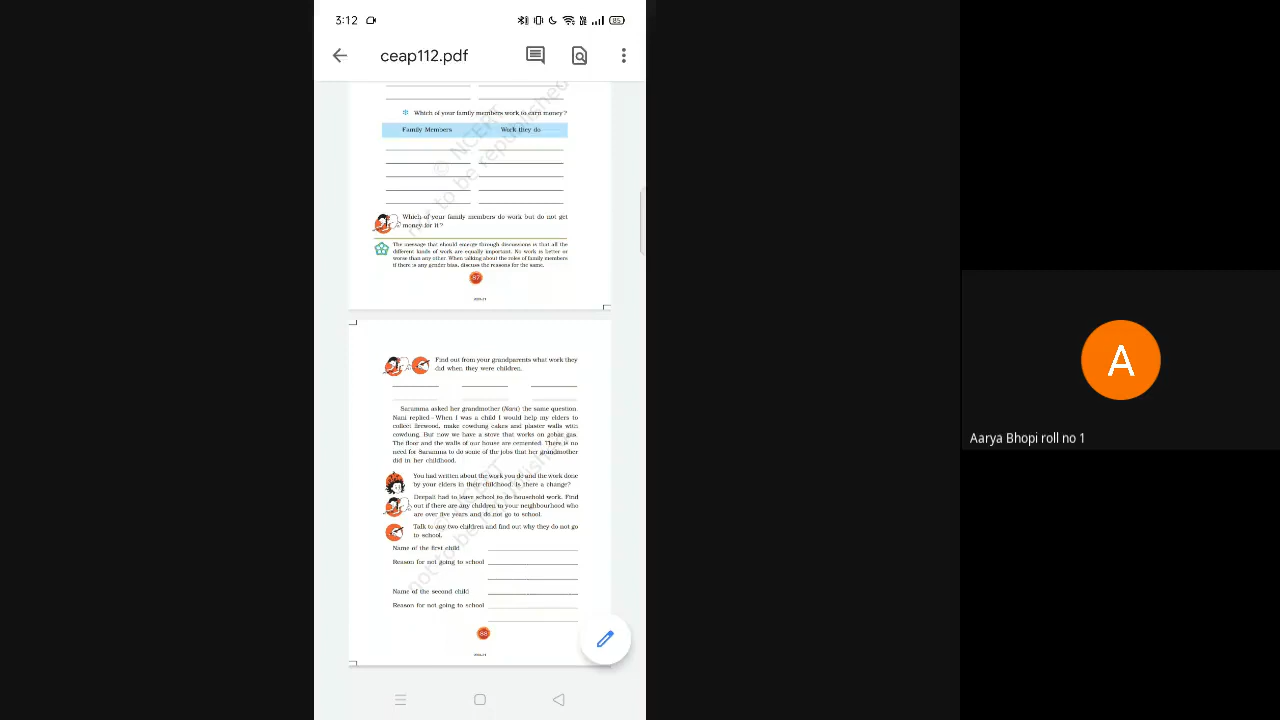 3:12
85
ceap112.pdf
© NCERT
not to be republished
Which of your family members work to earn money?
Family Members Work they do
Which of your family members do work but do not get
money for it?
The message that should emerge through discussions is that all the
different kinds of work are equally important. No work is better or
worse than any other. When talking about the roles of family members
if there is any gender bias, discuss the reasons for the same.
87
Find out from your grandparents what work they
did when they were children.
Saramma asked her grandmother (Nani) the same question.
Nani replied – When I was a child I would help my elders to
collect firewood, make cowdung cakes and plaster walls with
cowdung. But now we have a stove that works on gobar gas.
The floor and the walls of our house are cemented. There is no
need for Saramma to do some of the jobs that her grandmother
did in her childhood.
You had written about the work you do and the work done
by your elders in their childhood. Is there a change?
Deepali had to leave school to do household work. Find
out if there are any children in your neighbourhood who
are over five years and do not go to school.
Talk to any two children and find out why they do not go
to school.
Name of the first child
Reason for not going to school
Name of the second child
Reason for not going to school
88
A
Aarya Bhopi roll no 1